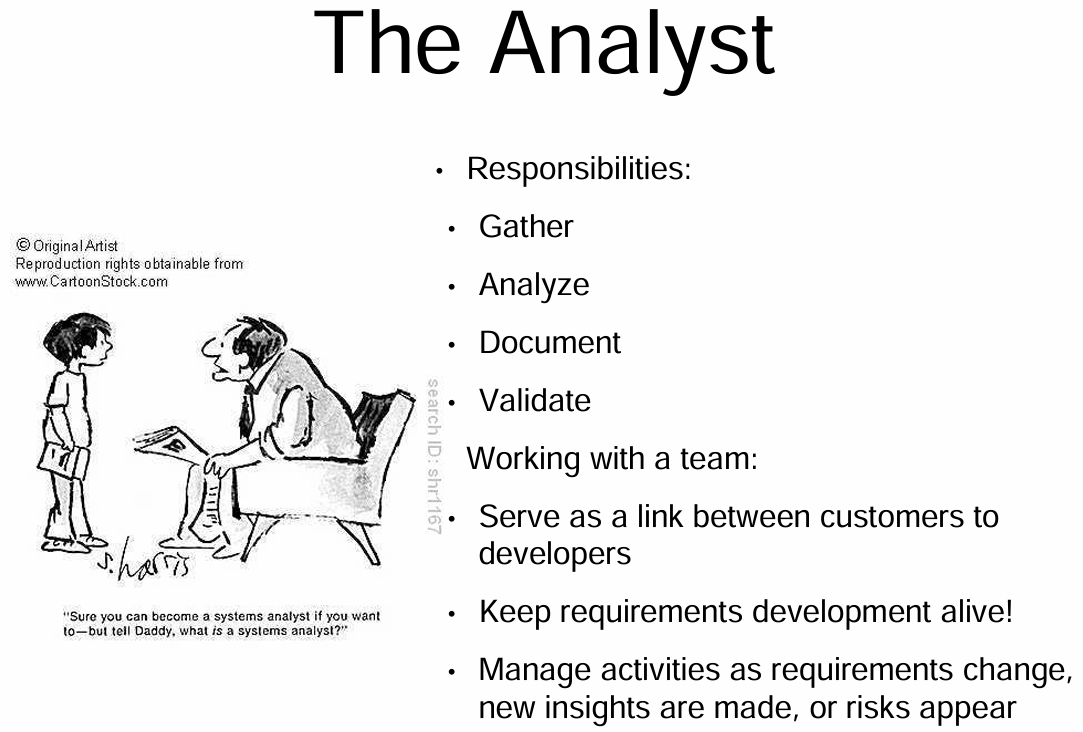 The Analyst
• Responsibilities:
• Gather
• Analyze
• Document
• Validate
Working with a team:
• Serve as a link between customers to
developers
• Keep requirements development alive!
• Manage activities as requirements change,
new insights are made, or risks appear
© Original Artist
Reproduction rights obtainable from
www.CartoonStock.com
search ID: shr1167
s. harris
"Sure you can become a systems analyst if you want
to—but tell Daddy, what is a systems analyst?"